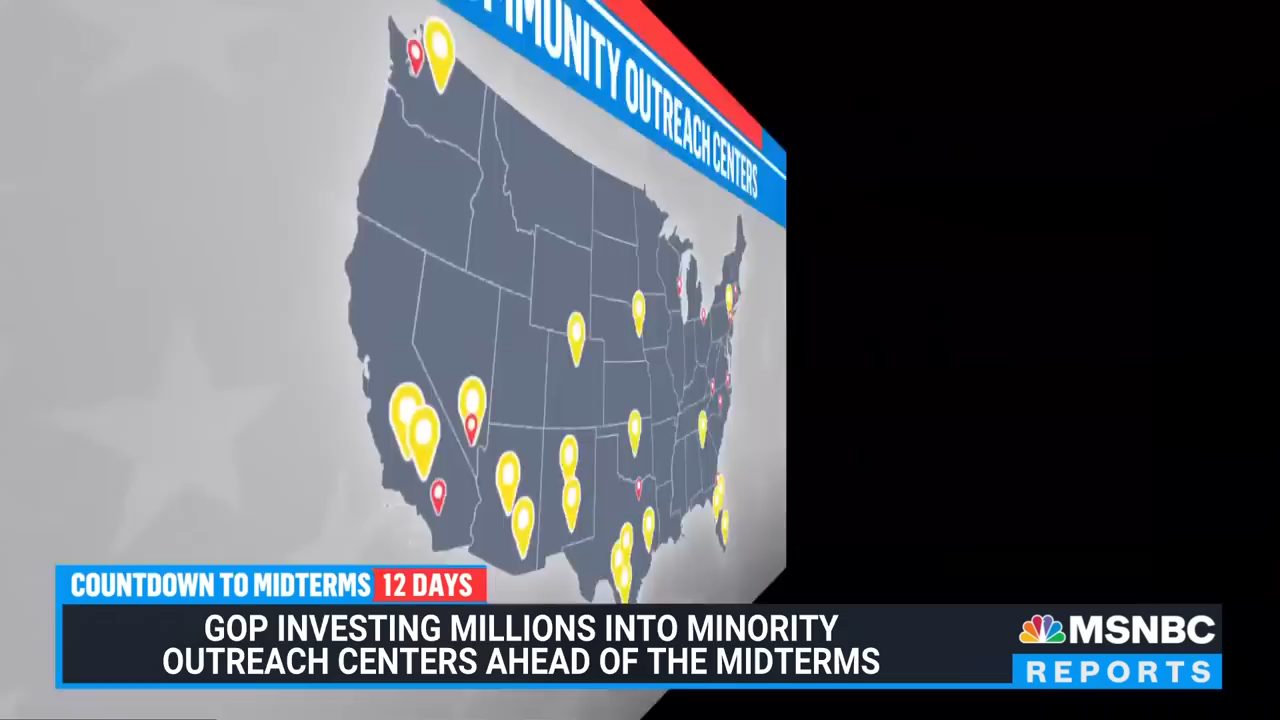 OMMUNITY OUTREACH CENTERS
COUNTDOWN TO MIDTERMS 12 DAYS
GOP INVESTING MILLIONS INTO MINORITY
OUTREACH CENTERS AHEAD OF THE MIDTERMS
MSNBC
REPORTS